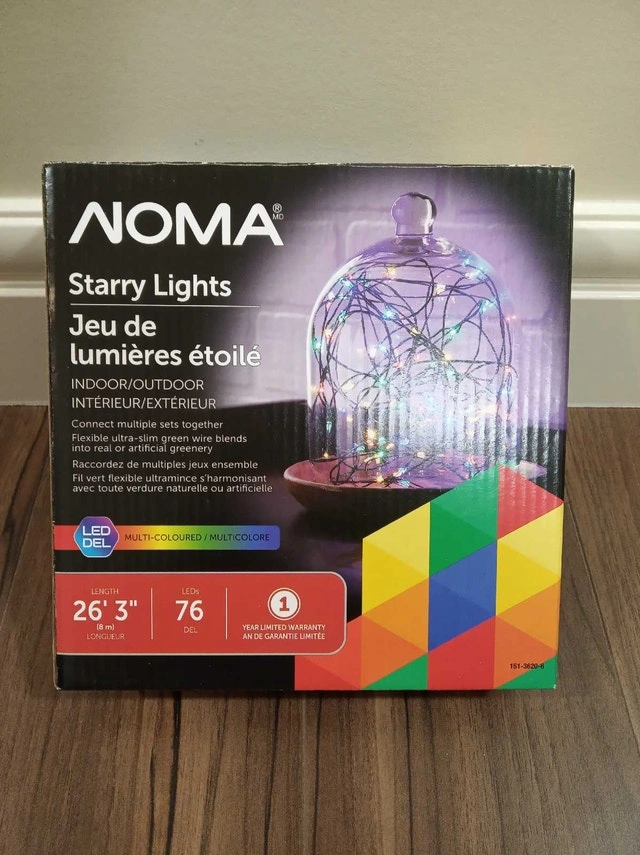 NOMA® MD
Starry Lights
Jeu de
lumières étoilé
INDOOR/OUTDOOR
INTÉRIEUR/EXTÉRIEUR
Connect multiple sets together
Flexible ultra-slim green wire blends
into real or artificial greenery
Raccordez de multiples jeux ensemble
Fil vert flexible ultramince s'harmonisant
avec toute verdure naturelle ou artificielle
LED
DEL
MULTI-COLOURED / MULTICOLORE
LENGTH
26' 3"
(8 m)
LONGUEUR
LEDs
76
DEL
1
YEAR LIMITED WARRANTY
AN DE GARANTIE LIMITÉE
151-3620-6